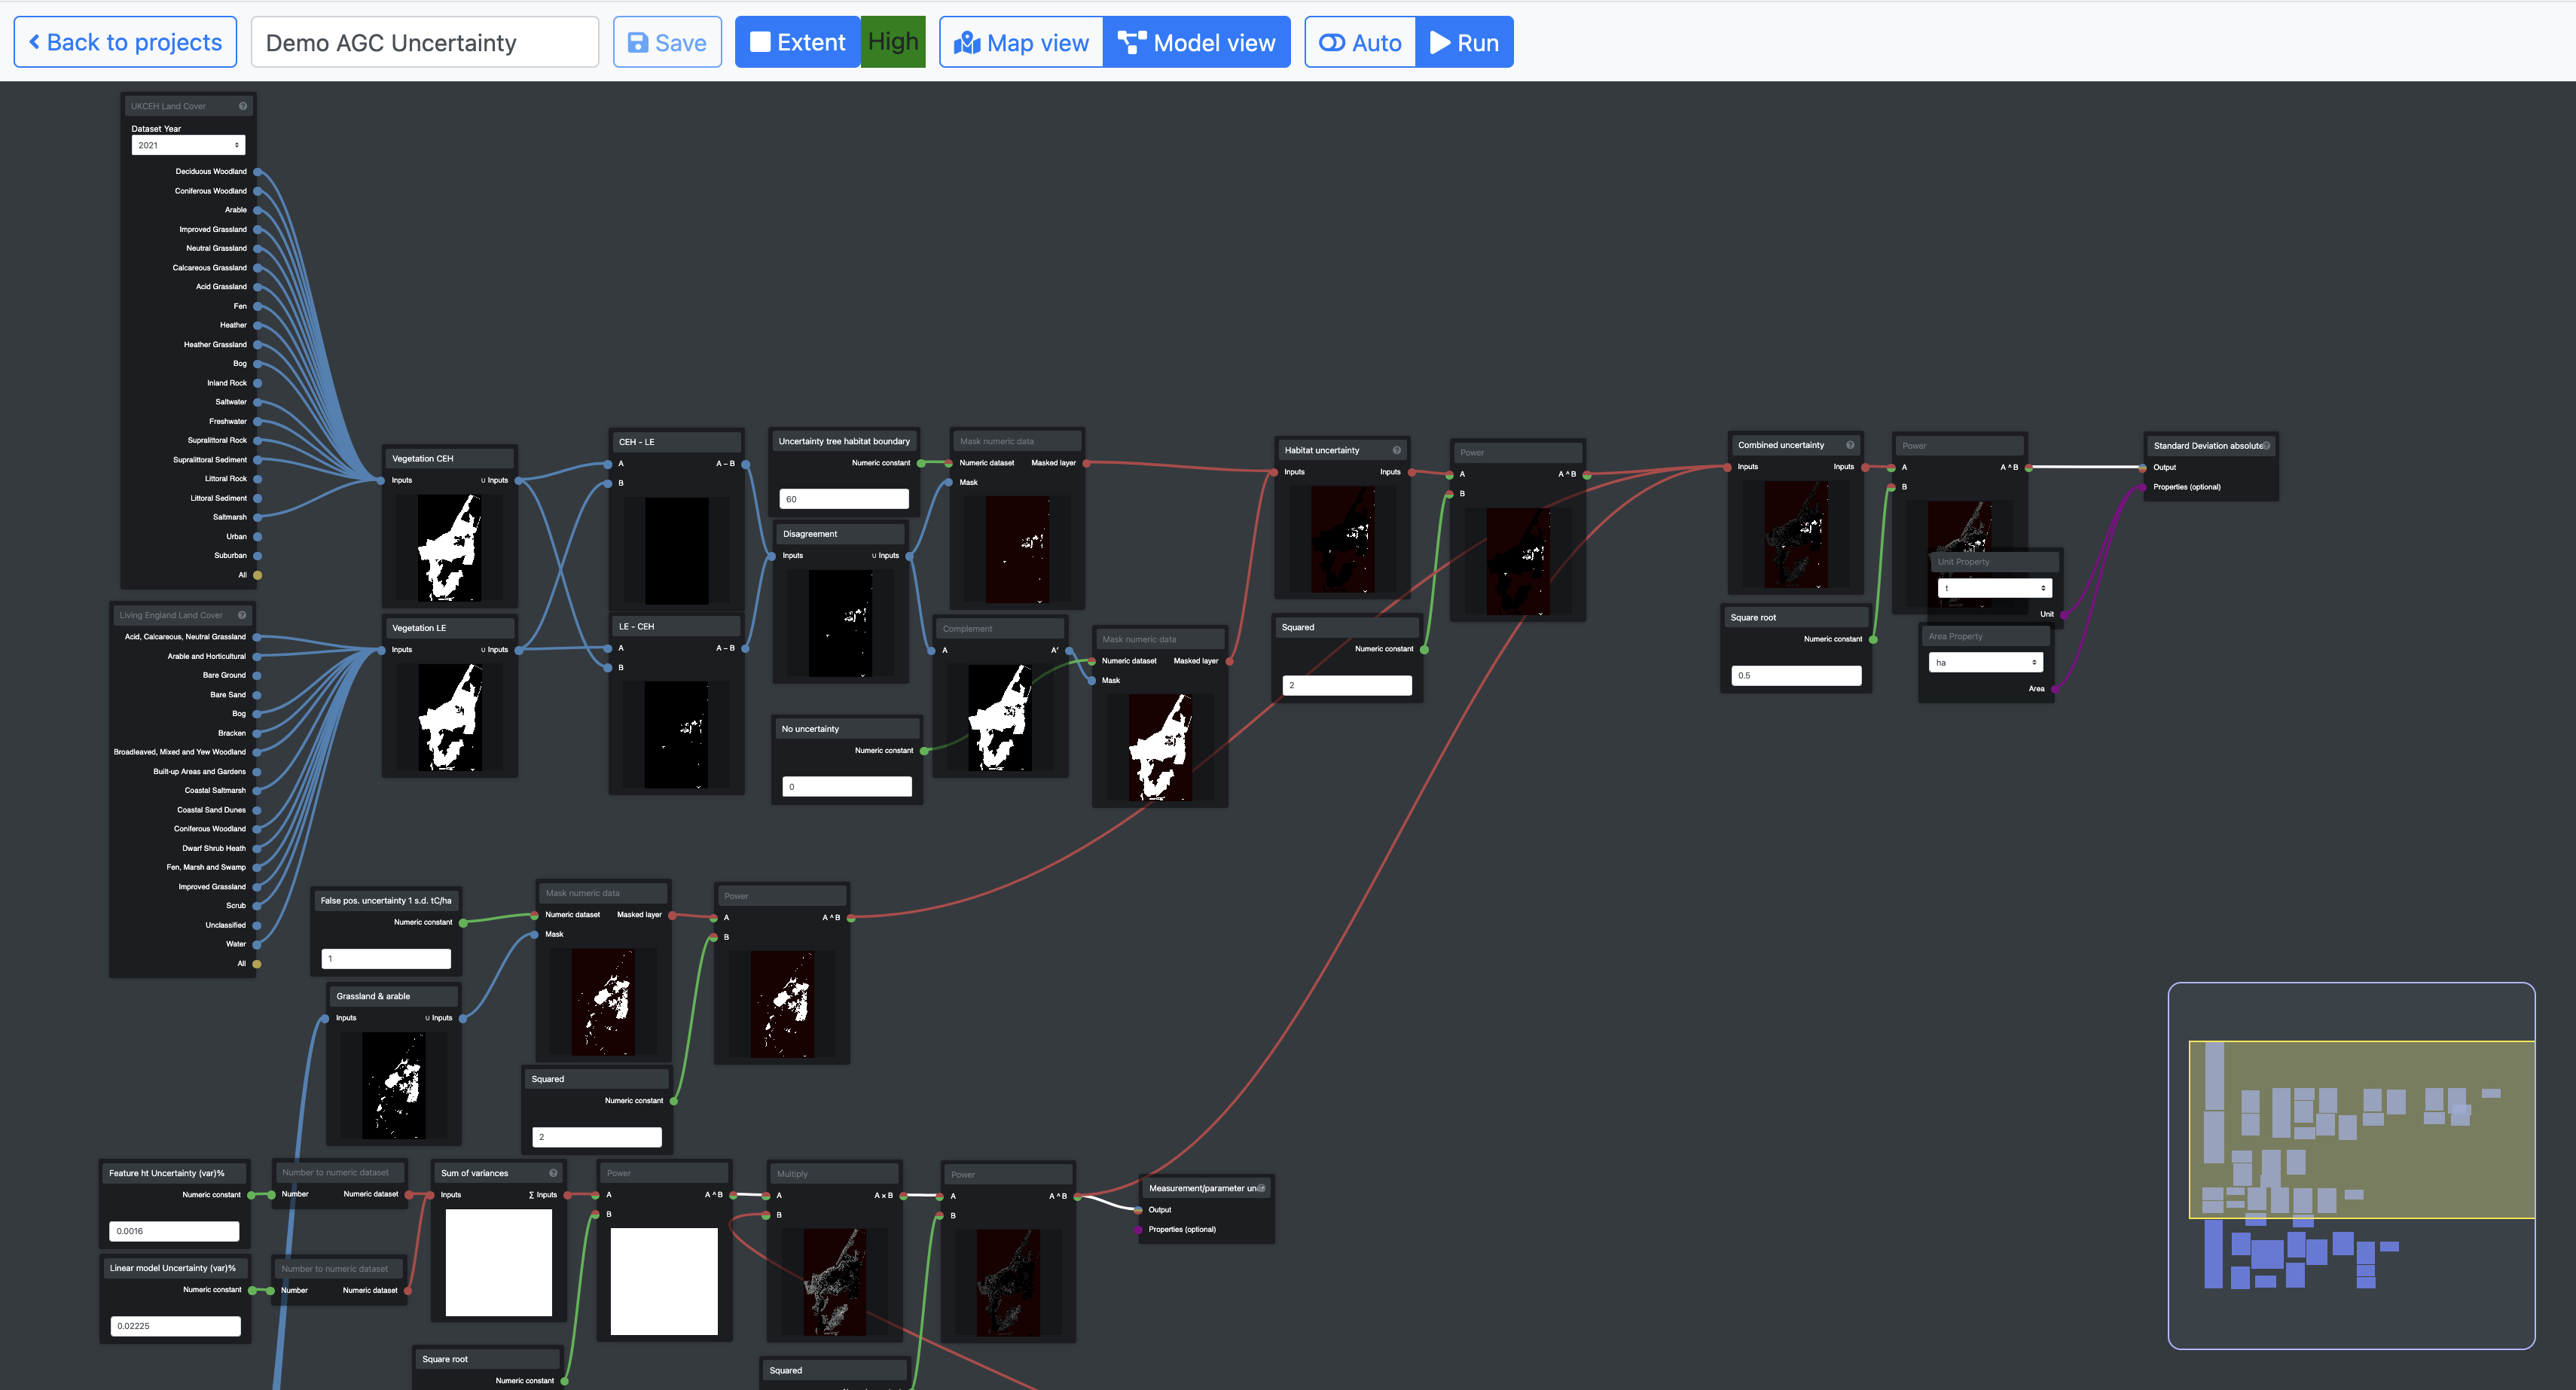 Back to projects
Demo AGC Uncertainty
Save
Extent
High
Map view
Model view
Auto
Run
UKCEH Land Cover
Dataset Year
2021
Deciduous Woodland
Coniferous Woodland
Arable
Improved Grassland
Neutral Grassland
Calcareous Grassland
Acid Grassland
Fen
Heather
Heather Grassland
Bog
Inland Rock
Saltwater
Freshwater
Supralittoral Rock
Supralittoral Sediment
Littoral Rock
Littoral Sediment
Saltmarsh
Urban
Suburban
All
Living England Land Cover
Acid, Calcareous, Neutral Grassland
Arable and Horticultural
Bare Ground
Bare Sand
Bog
Bracken
Broadleaved, Mixed and Yew Woodland
Built-up Areas and Gardens
Coastal Saltmarsh
Coastal Sand Dunes
Coniferous Woodland
Dwarf Shrub Heath
Fen, Marsh and Swamp
Improved Grassland
Scrub
Unclassified
Water
All
Vegetation CEH
Inputs
∪ Inputs
Vegetation LE
Inputs
∪ Inputs
CEH - LE
A
A − B
B
LE - CEH
A
A − B
B
Uncertainty tree habitat boundary
Numeric constant
60
Disagreement
Inputs
∪ Inputs
No uncertainty
Numeric constant
0
Mask numeric data
Numeric dataset
Masked layer
Mask
Complement
A
A'
Mask numeric data
Numeric dataset
Masked layer
Mask
Habitat uncertainty
Inputs
Inputs
Squared
Numeric constant
2
Power
A
A ^ B
B
Combined uncertainty
Inputs
Inputs
Square root
Numeric constant
0.5
Power
A
A ^ B
B
Unit Property
t
Unit
Area Property
ha
Area
Standard Deviation absolute
Output
Properties (optional)
False pos. uncertainty 1 s.d. tC/ha
Numeric constant
1
Grassland & arable
Inputs
∪ Inputs
Mask numeric data
Numeric dataset
Masked layer
Mask
Squared
Numeric constant
2
Power
A
A ^ B
B
Feature ht Uncertainty (var)%
Numeric constant
0.0016
Linear model Uncertainty (var)%
Numeric constant
0.02225
Number to numeric dataset
Number
Numeric dataset
Number to numeric dataset
Number
Numeric dataset
Sum of variances
Inputs
Σ Inputs
Square root
Numeric constant
Power
A
A ^ B
B
Multiply
A
A × B
B
Squared
Power
A
A ^ B
B
Measurement/parameter un
Output
Properties (optional)